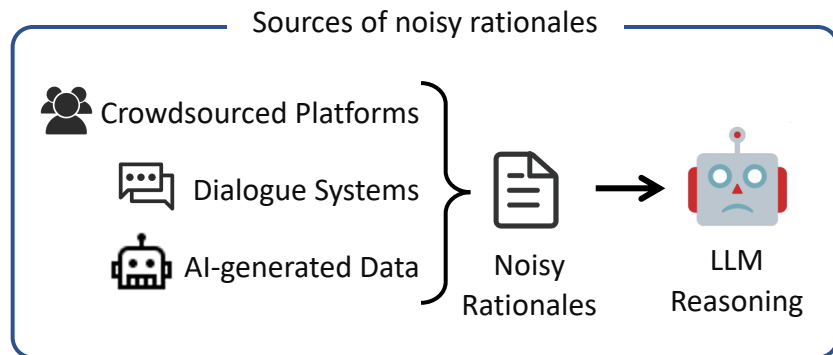 Sources of noisy rationales
Crowdsourced Platforms
Dialogue Systems
AI-generated Data
Noisy
Rationales
LLM
Reasoning